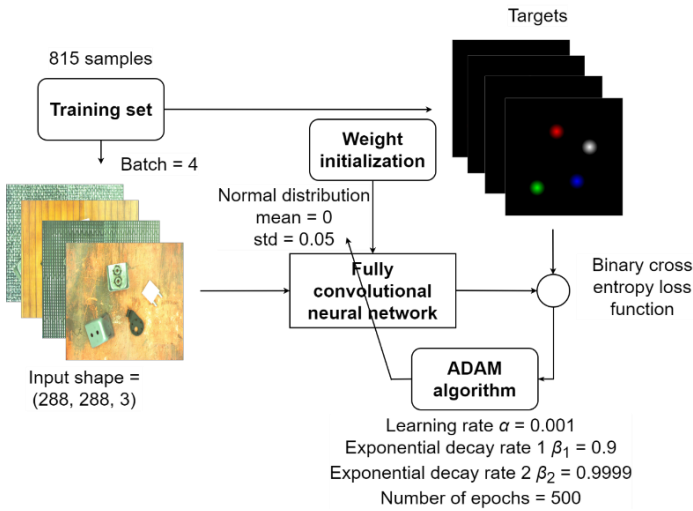 Targets
815 samples
Training set
Batch = 4
Weight
initialization
Normal distribution
mean = 0
std = 0.05
Fully
convolutional
neural network
Binary cross
entropy loss
function
Input shape =
(288, 288, 3)
ADAM
algorithm
Learning rate α = 0.001
Exponential decay rate 1 β₁ = 0.9
Exponential decay rate 2 β₂ = 0.9999
Number of epochs = 500